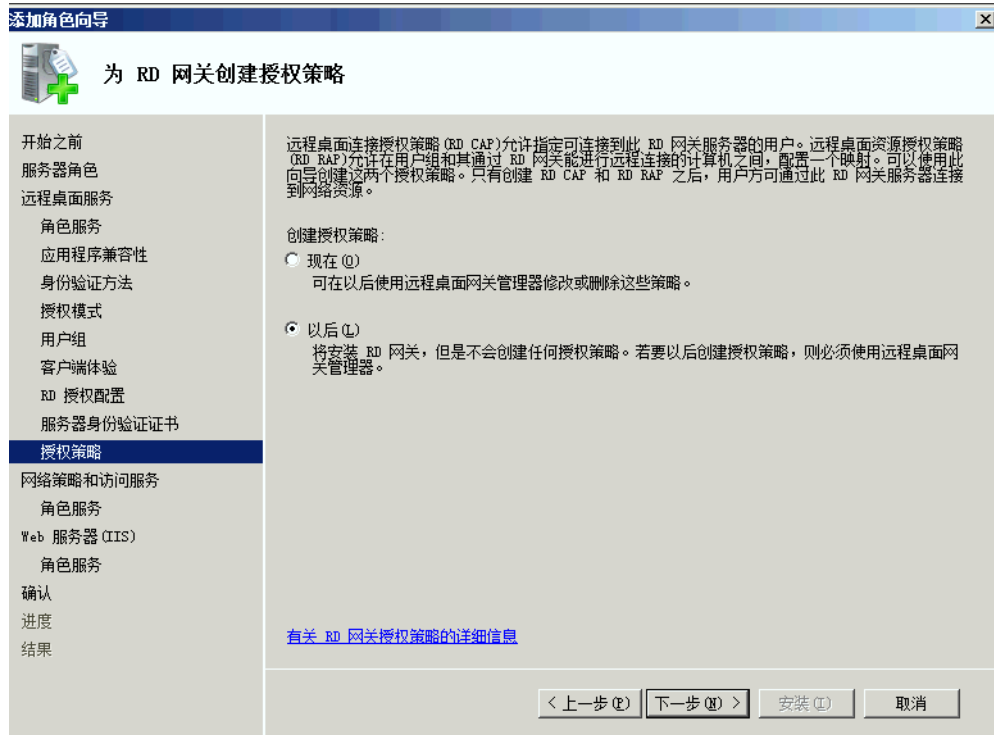 添加角色向导
为 RD 网关创建授权策略
开始之前
服务器角色
远程桌面服务
角色服务
应用程序兼容性
身份验证方法
授权模式
用户组
客户端体验
RD 授权配置
服务器身份验证证书
授权策略
网络策略和访问服务
角色服务
Web 服务器(IIS)
角色服务
确认
进度
结果
远程桌面连接授权策略(RD CAP)允许指定可连接到此 RD 网关服务器的用户。远程桌面资源授权策略
(RD RAP)允许在用户组和其通过 RD 网关能进行远程连接的计算机之间，配置一个映射。可以使用此
向导创建这两个授权策略。只有创建 RD CAP 和 RD RAP 之后，用户方可通过此 RD 网关服务器连接
到网络资源。
创建授权策略:
现在(O)
可在以后使用远程桌面网关管理器修改或删除这些策略。
以后(L)
将安装 RD 网关，但是不会创建任何授权策略。若要以后创建授权策略，则必须使用远程桌面网
关管理器。
有关 RD 网关授权策略的详细信息
< 上一步(P)
下一步(N) >
安装(I)
取消